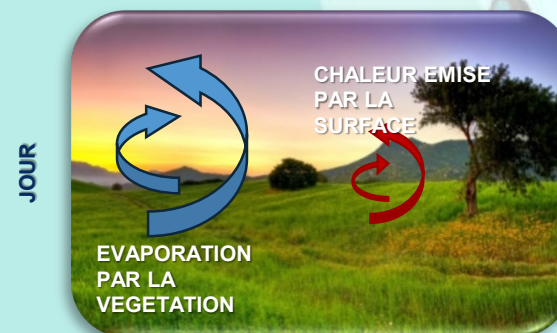 JOUR
CHALEUR EMISE
PAR LA
SURFACE
EVAPORATION
PAR LA
VEGETATION